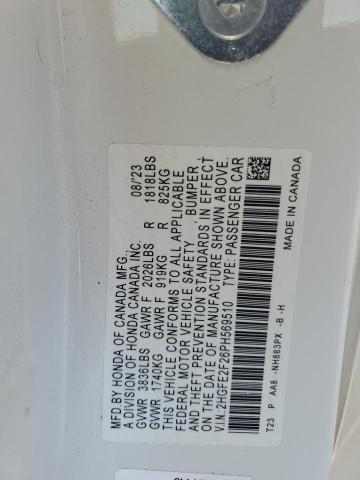 MFD.BY HONDA OF CANADA MFG.,
A DIVISION OF HONDA CANADA INC. 08/'23
GVWR 3836LBS GAWR F 2026LBS R 1818LBS
GVWR 1740KG GAWR F 919KG R 825KG
THIS VEHICLE CONFORMS TO ALL APPLICABLE
FEDERAL MOTOR VEHICLE SAFETY , BUMPER,
AND THEFT PREVENTION STANDARDS IN EFFECT
ON THE DATE OF MANUFACTURE SHOWN ABOVE.
V.I.N. 2HGFE2F26PH569510 TYPE: PASSENGER CAR
T23 P AA8 -NH883PX -B -H
MADE IN CANADA